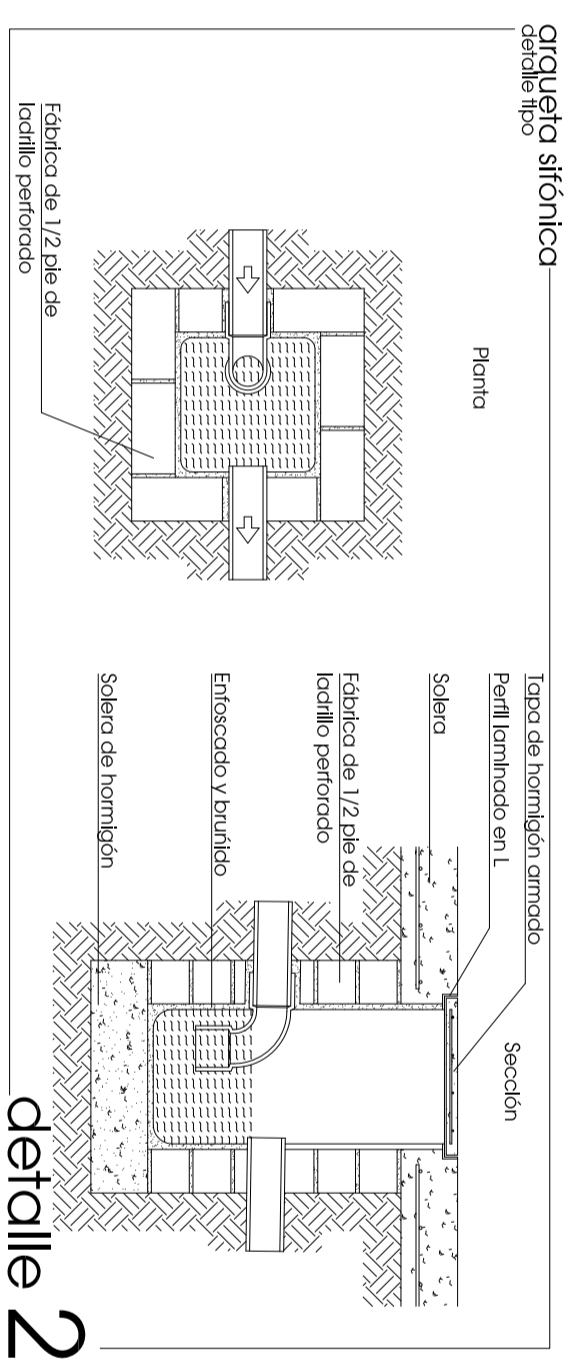 arqueta sifónica
detalle tipo
Planta
Fábrica de 1/2 pie de
ladrillo perforado
Sección
Tapa de hormigón armado
Perfil laminado en L
Solera
Fábrica de 1/2 pie de
ladrillo perforado
Enfoscado y bruñido
Solera de hormigón
detalle 2